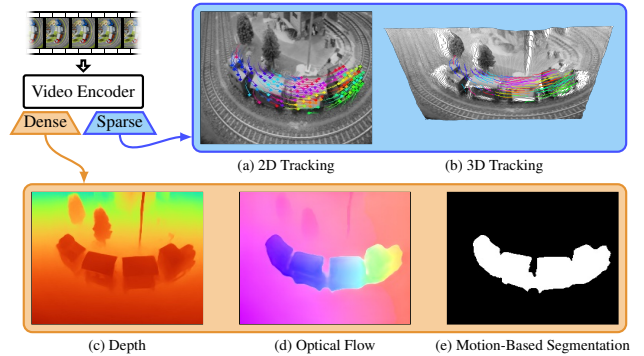 Video Encoder
Dense
Sparse
(a) 2D Tracking
(b) 3D Tracking
(c) Depth
(d) Optical Flow
(e) Motion-Based Segmentation